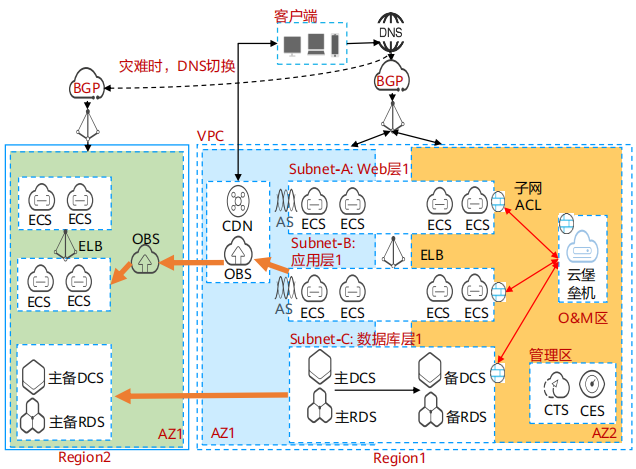 客户端
DNS
灾难时，DNS切换
BGP
BGP
VPC
Subnet-A: Web层1
ECS ECS
CDN
AS
ECS ECS
ECS ECS
子网
ACL
ELB
OBS
OBS
Subnet-B:
应用层1
ELB
云堡
垒机
ECS ECS
AS
ECS ECS
ECS ECS
O&M区
Subnet-C: 数据库层1
管理区
主备DCS
主DCS
备DCS
主备RDS
主RDS
备RDS
CTS CES
AZ1
AZ1
AZ2
Region2
Region1